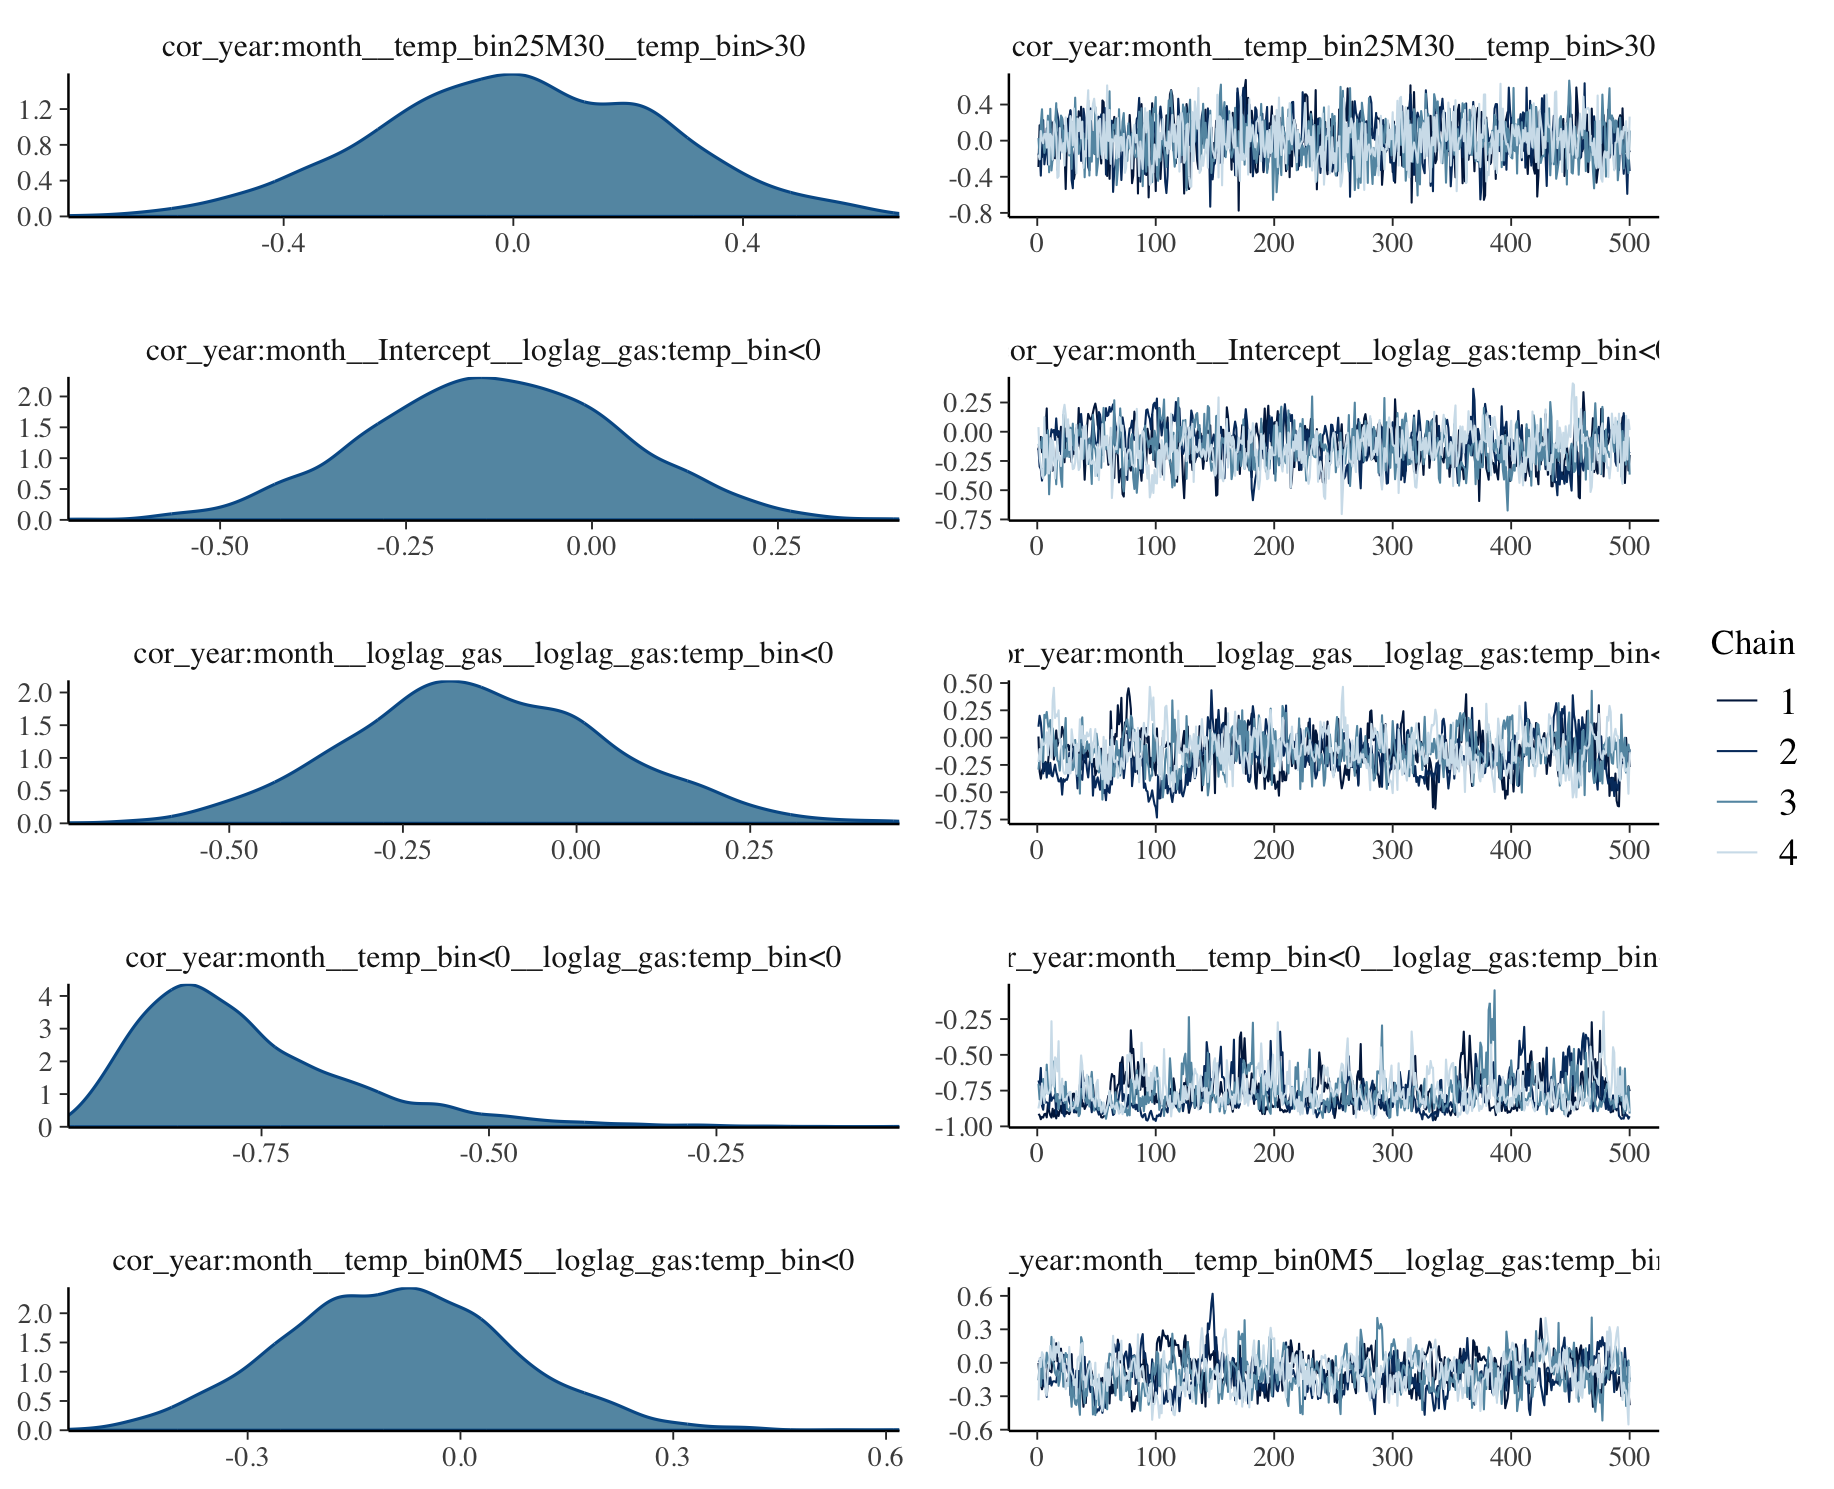 cor_year:month__temp_bin25M30__temp_bin>30
cor_year:month__temp_bin25M30__temp_bin>30
1.2
0.8
0.4
0.0
-0.4 0.0 0.4
0.4
0.0
-0.4
-0.8
0 100 200 300 400 500
cor_year:month__Intercept__loglag_gas:temp_bin<0
or_year:month__Intercept__loglag_gas:temp_bin<0
2.0
1.5
1.0
0.5
0.0
-0.50 -0.25 0.00 0.25
0.25
0.00
-0.25
-0.50
-0.75
0 100 200 300 400 500
cor_year:month__loglag_gas__loglag_gas:temp_bin<0
r_year:month__loglag_gas__loglag_gas:temp_bin<
2.0
1.5
1.0
0.5
0.0
-0.50 -0.25 0.00 0.25
0.50
0.25
0.00
-0.25
-0.50
-0.75
0 100 200 300 400 500
Chain
1
2
3
4
cor_year:month__temp_bin<0__loglag_gas:temp_bin<0
r_year:month__temp_bin<0__loglag_gas:temp_bin
4
3
2
1
0
-0.75 -0.50 -0.25
-0.25
-0.50
-0.75
-1.00
0 100 200 300 400 500
cor_year:month__temp_bin0M5__loglag_gas:temp_bin<0
_year:month__temp_bin0M5__loglag_gas:temp_bin
2.0
1.5
1.0
0.5
0.0
-0.3 0.0 0.3 0.6
0.6
0.3
0.0
-0.3
-0.6
0 100 200 300 400 500